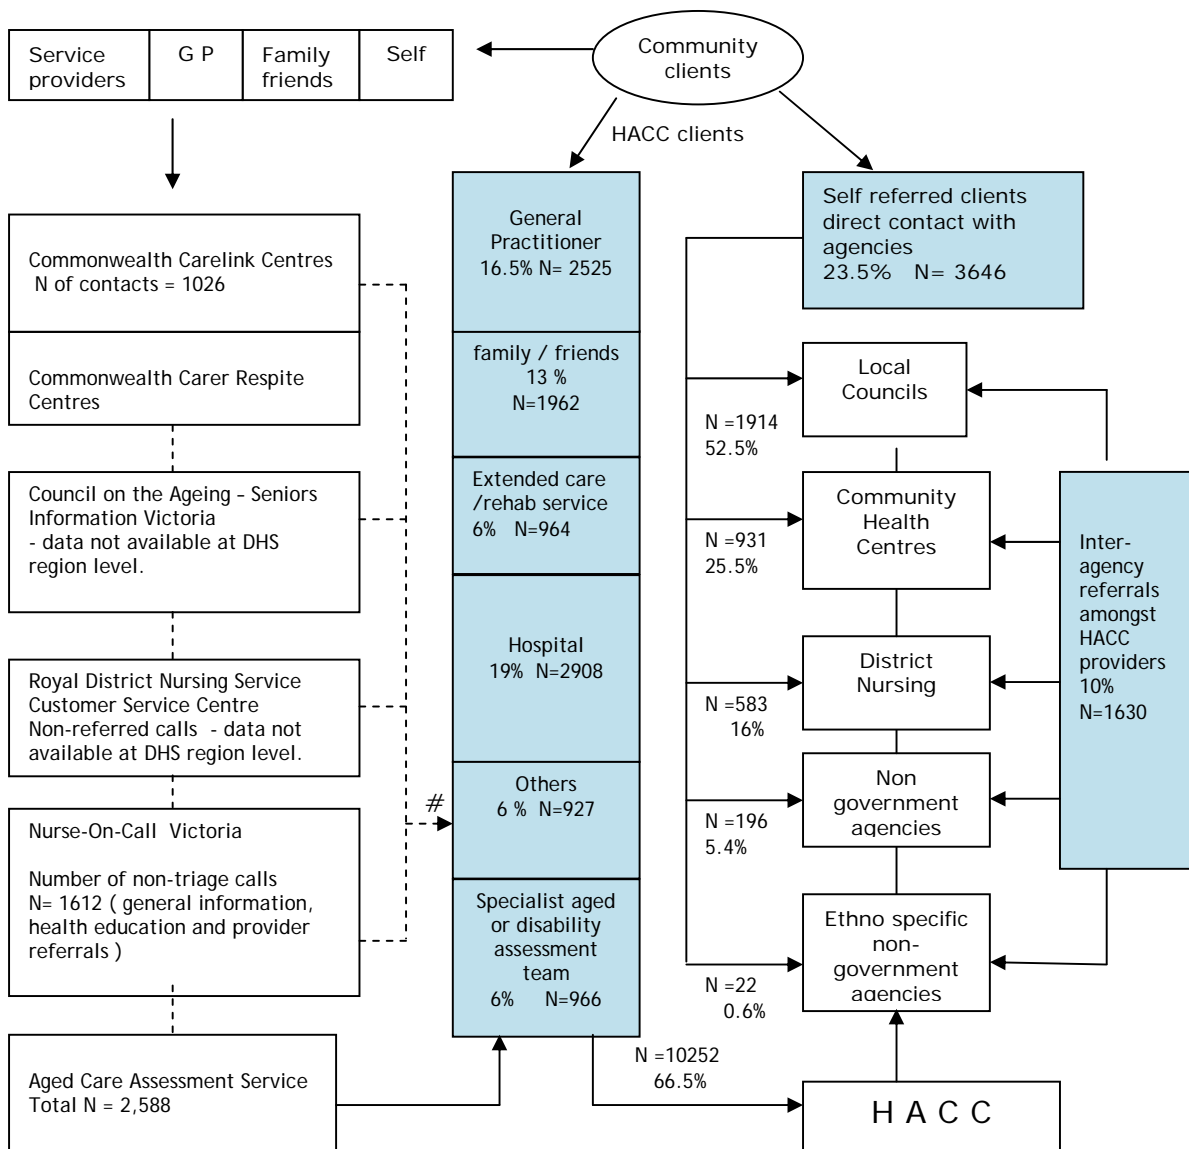 Community
clients
Service
providers
G P
Family
friends
Self
HACC clients
Commonwealth Carelink Centres
N of contacts = 1026
Commonwealth Carer Respite
Centres
Council on the Ageing – Seniors
Information Victoria
- data not available at DHS
region level.
Royal District Nursing Service
Customer Service Centre
Non-referred calls - data not
available at DHS region level.
Nurse-On-Call Victoria
Number of non-triage calls
N= 1612 ( general information,
health education and provider
referrals )
Aged Care Assessment Service
Total N = 2,588
#
General
Practitioner
16.5% N= 2525
family / friends
13 %
N=1962
Extended care
/rehab service
6% N=964
Hospital
19% N=2908
Others
6 % N=927
Specialist aged
or disability
assessment
team
6% N=966
N =10252
66.5%
Self referred clients
direct contact with
agencies
23.5% N= 3646
N =1914
52.5%
N =931
25.5%
N =583
16%
N =196
5.4%
N =22
0.6%
Local
Councils
Community
Health
Centres
District
Nursing
Non
government
agencies
Ethno specific
non-
government
agencies
H A C C
Inter-
agency
referrals
amongst
HACC
providers
10%
N=1630